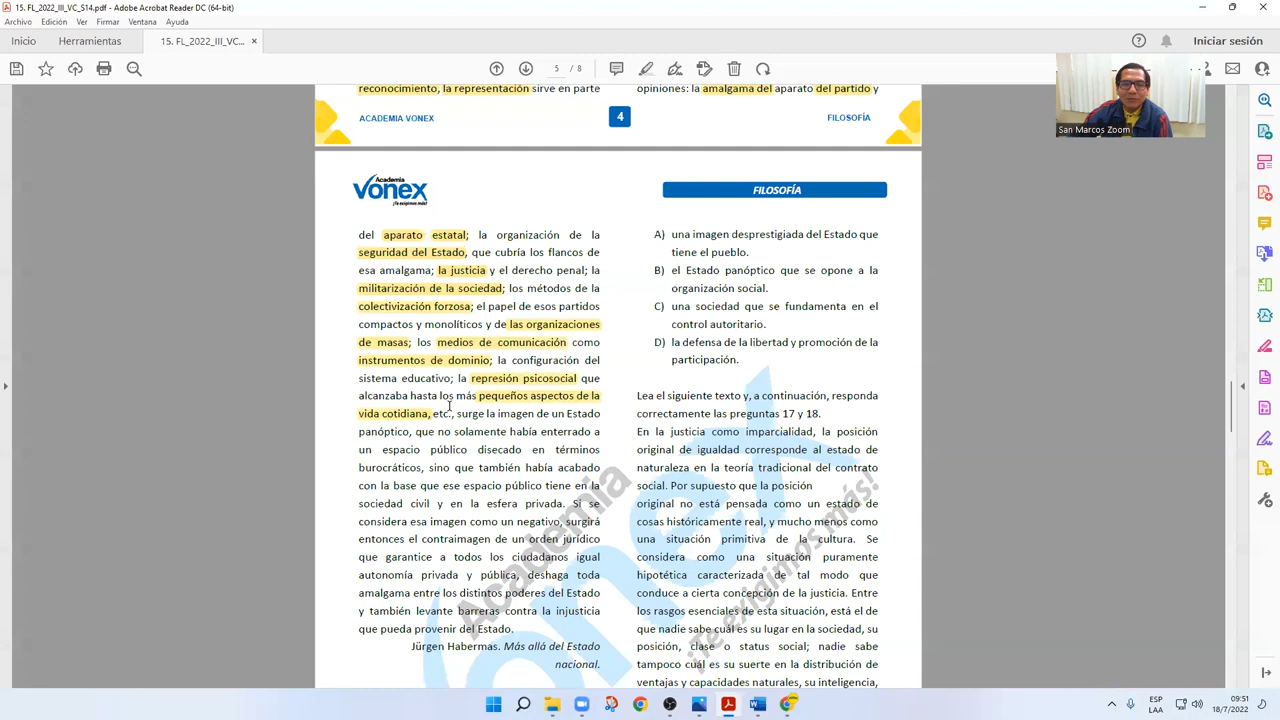 15. FL_2022_III_VC_S14.pdf - Adobe Acrobat Reader DC (64-bit)
Archivo Edición Ver Firmar Ventana Ayuda
Inicio Herramientas 15. FL_2022_III_VC_... × Iniciar sesión
5 / 8
reconocimiento, la representación sirve en parte
opiniones: la amalgama del aparato del partido y
ACADEMIA VONEX 4 FILOSOFÍA
San Marcos Zoom
Academia
vonex
¡Te exigimos más!
FILOSOFÍA
del aparato estatal; la organización de la
seguridad del Estado, que cubría los flancos de
esa amalgama; la justicia y el derecho penal; la
militarización de la sociedad; los métodos de la
colectivización forzosa; el papel de esos partidos
compactos y monolíticos y de las organizaciones
de masas; los medios de comunicación como
instrumentos de dominio; la configuración del
sistema educativo; la represión psicosocial que
alcanzaba hasta los más pequeños aspectos de la
vida cotidiana, etc., surge la imagen de un Estado
panóptico, que no solamente había enterrado a
un espacio público disecado en términos
burocráticos, sino que también había acabado
con la base que ese espacio público tiene en la
sociedad civil y en la esfera privada. Si se
considera esa imagen como un negativo, surgirá
entonces el contraimagen de un orden jurídico
que garantice a todos los ciudadanos igual
autonomía privada y pública, deshaga toda
amalgama entre los distintos poderes del Estado
y también levante barreras contra la injusticia
que pueda provenir del Estado.
Jürgen Habermas. Más allá del Estado
nacional.
A) una imagen desprestigiada del Estado que
tiene el pueblo.
B) el Estado panóptico que se opone a la
organización social.
C) una sociedad que se fundamenta en el
control autoritario.
D) la defensa de la libertad y promoción de la
participación.
Lea el siguiente texto y, a continuación, responda
correctamente las preguntas 17 y 18.
En la justicia como imparcialidad, la posición
original de igualdad corresponde al estado de
naturaleza en la teoría tradicional del contrato
social. Por supuesto que la posición
original no está pensada como un estado de
cosas históricamente real, y mucho menos como
una situación primitiva de la cultura. Se
considera como una situación puramente
hipotética caracterizada de tal modo que
conduce a cierta concepción de la justicia. Entre
los rasgos esenciales de esta situación, está el de
que nadie sabe cuál es su lugar en la sociedad, su
posición, clase o status social; nadie sabe
tampoco cuál es su suerte en la distribución de
ventajas y capacidades naturales, su inteligencia,
Academia
vonex
¡Te exigimos más!
ESP
LAA
09:51
18/7/2022